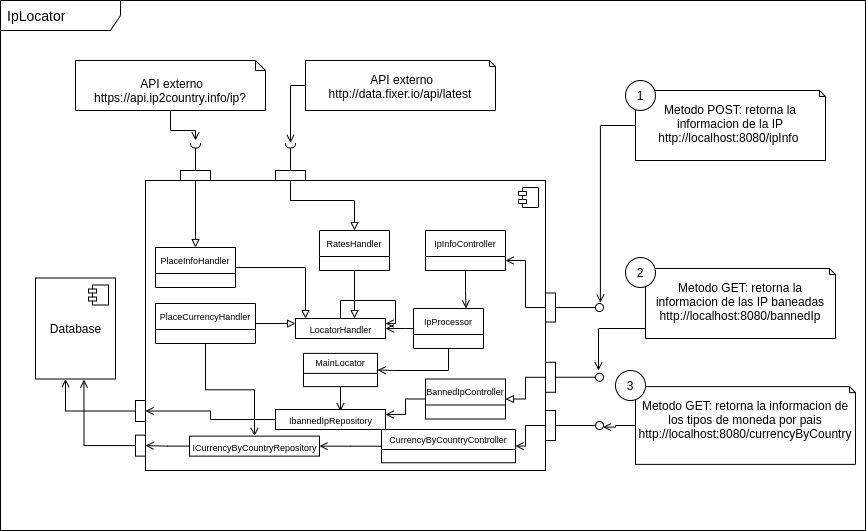 IpLocator
API externo
https://api.ip2country.info/ip?
API externo
http://data.fixer.io/api/latest
1
Metodo POST: retorna la
informacion de la IP
http://localhost:8080/ipInfo
PlaceInfoHandler
RatesHandler
IpInfoController
2
Metodo GET: retorna la
informacion de las IP baneadas
http://localhost:8080/bannedIp
Database
PlaceCurrencyHandler
LocatorHandler
IpProcessor
MainLocator
BannedIpController
3
Metodo GET: retorna la informacion de
los tipos de moneda por pais
http://localhost:8080/currencyByCountry
IbannedIpRepository
ICurrencyByCountryRepository
CurrencyByCountryController